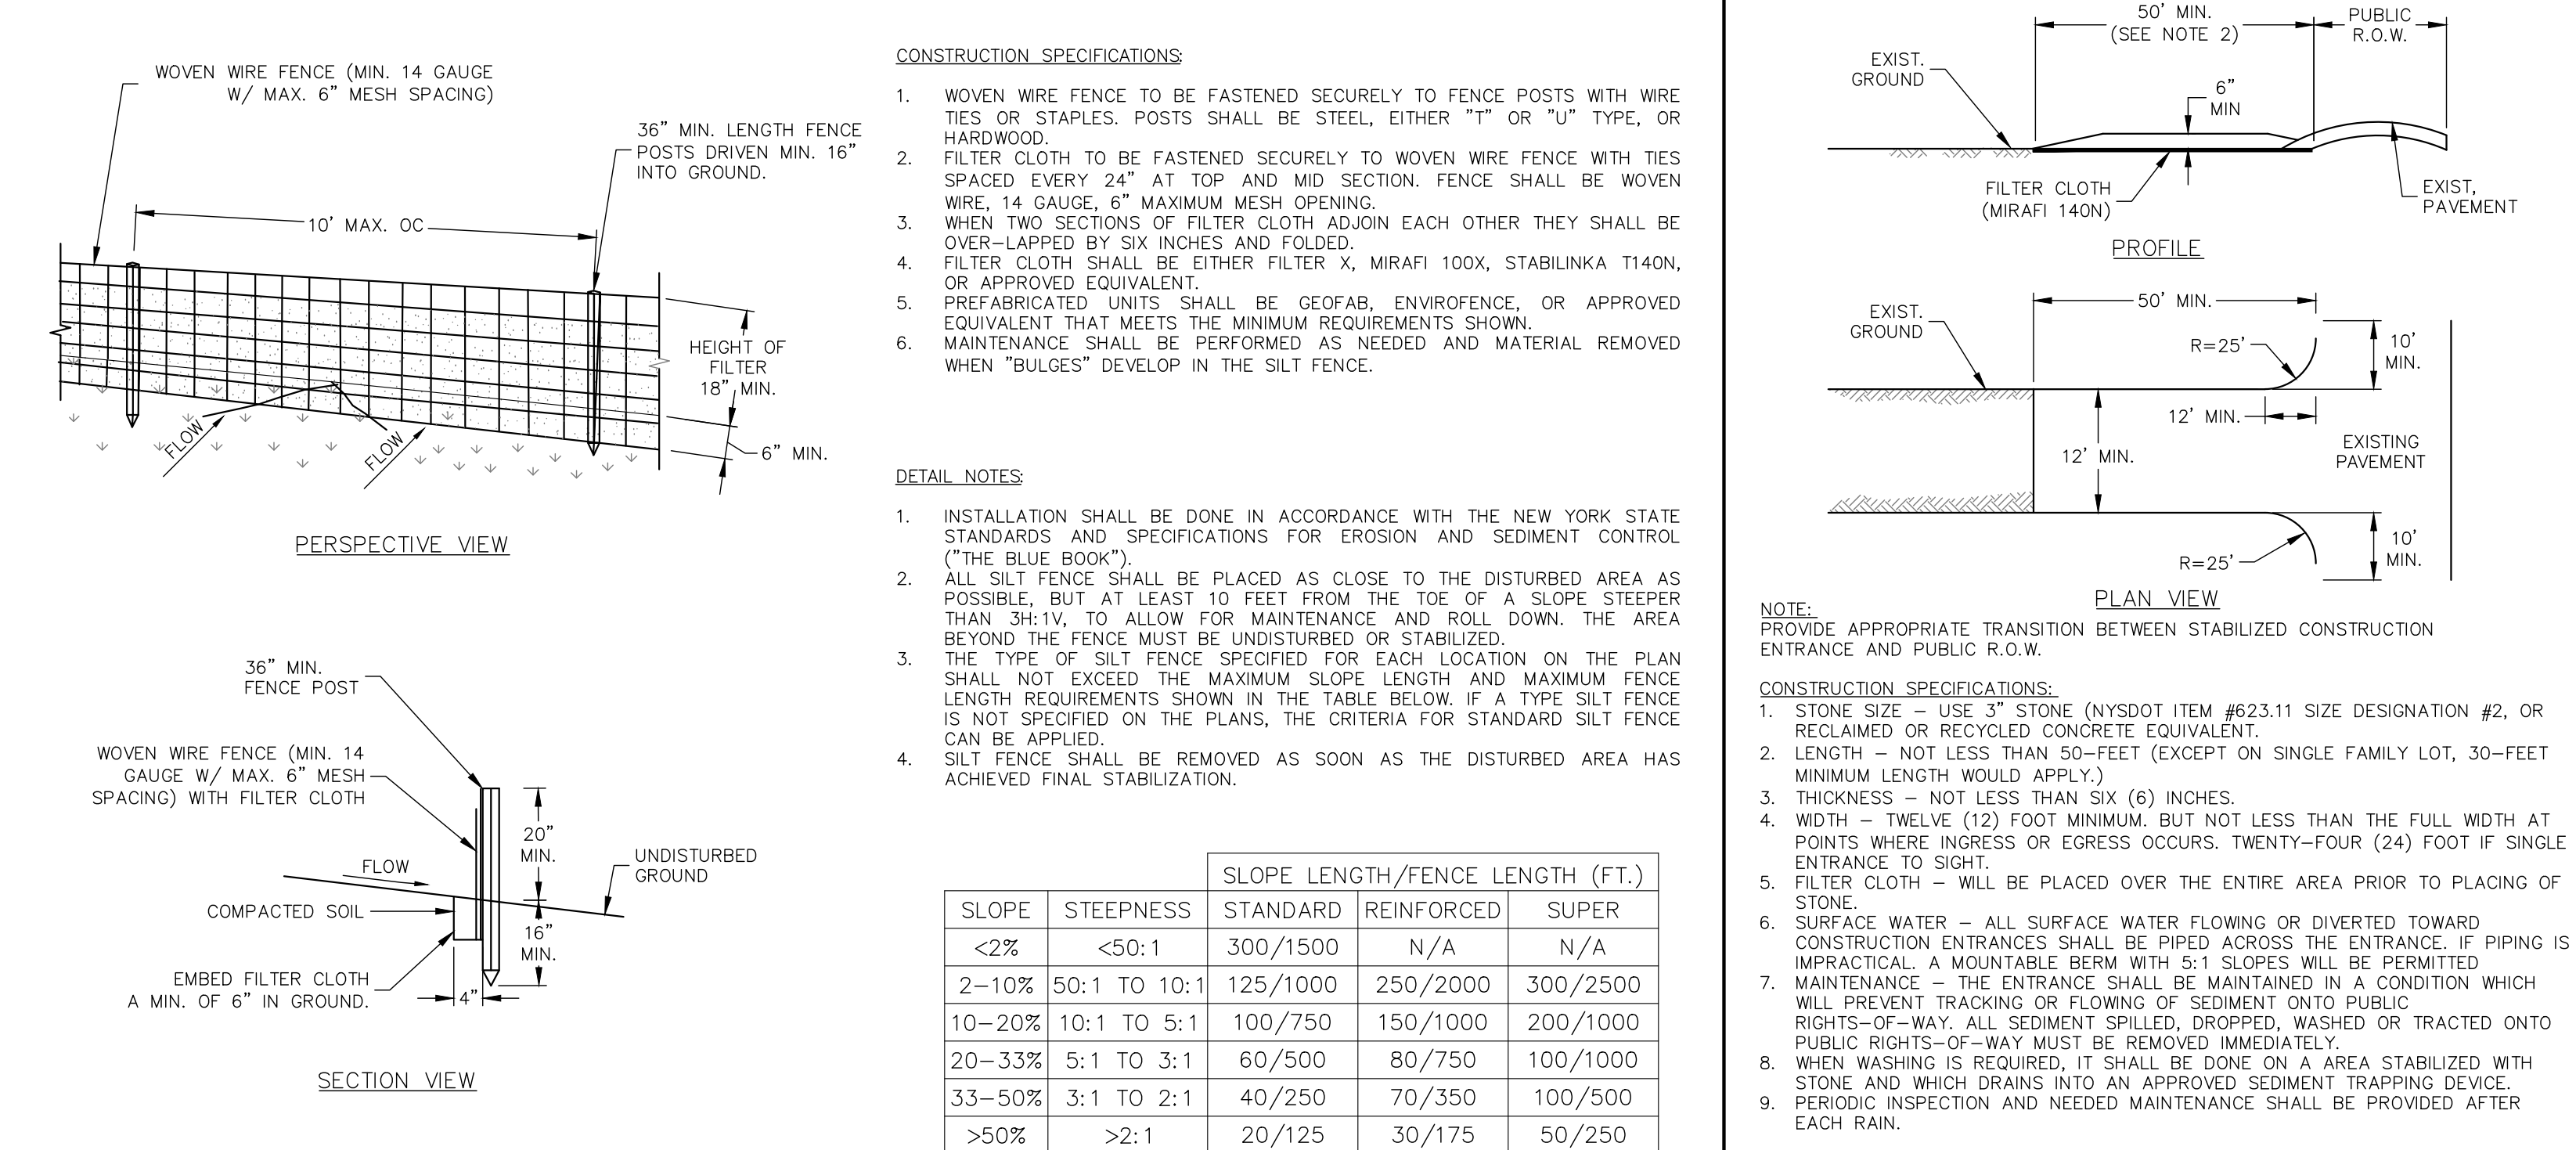 WOVEN WIRE FENCE (MIN. 14 GAUGE
W/ MAX. 6" MESH SPACING)
36" MIN. LENGTH FENCE
POSTS DRIVEN MIN. 16"
INTO GROUND.
10' MAX. OC
HEIGHT OF
FILTER
18" MIN.
6" MIN.
FLOW
FLOW
PERSPECTIVE VIEW
36" MIN.
FENCE POST
WOVEN WIRE FENCE (MIN. 14
GAUGE W/ MAX. 6" MESH
SPACING) WITH FILTER CLOTH
20"
MIN.
FLOW
UNDISTURBED
GROUND
COMPACTED SOIL
16"
MIN.
EMBED FILTER CLOTH
A MIN. OF 6" IN GROUND.
4"
SECTION VIEW
CONSTRUCTION SPECIFICATIONS:
1. WOVEN WIRE FENCE TO BE FASTENED SECURELY TO FENCE POSTS WITH WIRE
TIES OR STAPLES. POSTS SHALL BE STEEL, EITHER "T" OR "U" TYPE, OR
HARDWOOD.
2. FILTER CLOTH TO BE FASTENED SECURELY TO WOVEN WIRE FENCE WITH TIES
SPACED EVERY 24" AT TOP AND MID SECTION. FENCE SHALL BE WOVEN
WIRE, 14 GAUGE, 6" MAXIMUM MESH OPENING.
3. WHEN TWO SECTIONS OF FILTER CLOTH ADJOIN EACH OTHER THEY SHALL BE
OVER-LAPPED BY SIX INCHES AND FOLDED.
4. FILTER CLOTH SHALL BE EITHER FILTER X, MIRAFI 100X, STABILINKA T140N,
OR APPROVED EQUIVALENT.
5. PREFABRICATED UNITS SHALL BE GEOFAB, ENVIROFENCE, OR APPROVED
EQUIVALENT THAT MEETS THE MINIMUM REQUIREMENTS SHOWN.
6. MAINTENANCE SHALL BE PERFORMED AS NEEDED AND MATERIAL REMOVED
WHEN "BULGES" DEVELOP IN THE SILT FENCE.
DETAIL NOTES:
1. INSTALLATION SHALL BE DONE IN ACCORDANCE WITH THE NEW YORK STATE
STANDARDS AND SPECIFICATIONS FOR EROSION AND SEDIMENT CONTROL
("THE BLUE BOOK").
2. ALL SILT FENCE SHALL BE PLACED AS CLOSE TO THE DISTURBED AREA AS
POSSIBLE, BUT AT LEAST 10 FEET FROM THE TOE OF A SLOPE STEEPER
THAN 3H:1V, TO ALLOW FOR MAINTENANCE AND ROLL DOWN. THE AREA
BEYOND THE FENCE MUST BE UNDISTURBED OR STABILIZED.
3. THE TYPE OF SILT FENCE SPECIFIED FOR EACH LOCATION ON THE PLAN
SHALL NOT EXCEED THE MAXIMUM SLOPE LENGTH AND MAXIMUM FENCE
LENGTH REQUIREMENTS SHOWN IN THE TABLE BELOW. IF A TYPE SILT FENCE
IS NOT SPECIFIED ON THE PLANS, THE CRITERIA FOR STANDARD SILT FENCE
CAN BE APPLIED.
4. SILT FENCE SHALL BE REMOVED AS SOON AS THE DISTURBED AREA HAS
ACHIEVED FINAL STABILIZATION.
SLOPE LENGTH/FENCE LENGTH (FT.)
SLOPE STEEPNESS STANDARD REINFORCED SUPER
<2% <50:1 300/1500 N/A N/A
2-10% 50:1 TO 10:1 125/1000 250/2000 300/2500
10-20% 10:1 TO 5:1 100/750 150/1000 200/1000
20-33% 5:1 TO 3:1 60/500 80/750 100/1000
33-50% 3:1 TO 2:1 40/250 70/350 100/500
>50% >2:1 20/125 30/175 50/250
50' MIN.
(SEE NOTE 2)
PUBLIC
R.O.W.
EXIST.
GROUND
6"
MIN
FILTER CLOTH
(MIRAFI 140N)
EXIST,
PAVEMENT
PROFILE
EXIST.
GROUND
50' MIN.
R=25'
10'
MIN.
12' MIN.
12' MIN.
EXISTING
PAVEMENT
R=25'
10'
MIN.
PLAN VIEW
NOTE:
PROVIDE APPROPRIATE TRANSITION BETWEEN STABILIZED CONSTRUCTION
ENTRANCE AND PUBLIC R.O.W.
CONSTRUCTION SPECIFICATIONS:
1. STONE SIZE – USE 3" STONE (NYSDOT ITEM #623.11 SIZE DESIGNATION #2, OR
RECLAIMED OR RECYCLED CONCRETE EQUIVALENT.
2. LENGTH – NOT LESS THAN 50-FEET (EXCEPT ON SINGLE FAMILY LOT, 30-FEET
MINIMUM LENGTH WOULD APPLY.)
3. THICKNESS – NOT LESS THAN SIX (6) INCHES.
4. WIDTH – TWELVE (12) FOOT MINIMUM. BUT NOT LESS THAN THE FULL WIDTH AT
POINTS WHERE INGRESS OR EGRESS OCCURS. TWENTY-FOUR (24) FOOT IF SINGLE
ENTRANCE TO SIGHT.
5. FILTER CLOTH – WILL BE PLACED OVER THE ENTIRE AREA PRIOR TO PLACING OF
STONE.
6. SURFACE WATER – ALL SURFACE WATER FLOWING OR DIVERTED TOWARD
CONSTRUCTION ENTRANCES SHALL BE PIPED ACROSS THE ENTRANCE. IF PIPING IS
IMPRACTICAL. A MOUNTABLE BERM WITH 5:1 SLOPES WILL BE PERMITTED
7. MAINTENANCE – THE ENTRANCE SHALL BE MAINTAINED IN A CONDITION WHICH
WILL PREVENT TRACKING OR FLOWING OF SEDIMENT ONTO PUBLIC
RIGHTS-OF-WAY. ALL SEDIMENT SPILLED, DROPPED, WASHED OR TRACTED ONTO
PUBLIC RIGHTS-OF-WAY MUST BE REMOVED IMMEDIATELY.
8. WHEN WASHING IS REQUIRED, IT SHALL BE DONE ON A AREA STABILIZED WITH
STONE AND WHICH DRAINS INTO AN APPROVED SEDIMENT TRAPPING DEVICE.
9. PERIODIC INSPECTION AND NEEDED MAINTENANCE SHALL BE PROVIDED AFTER
EACH RAIN.